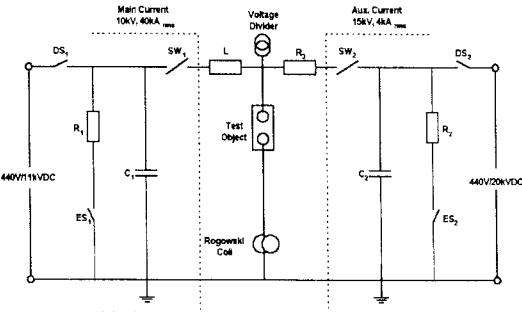 Main Current
10kV, 40kA rms
Voltage
Divider
Aux. Current
15kV, 4kA rms
DS1
SW1
L
R3
SW2
DS2
R1
Test
Object
R2
C1
C2
440V/11kVDC
440V/20kVDC
ES1
ES2
Rogowski
Coil